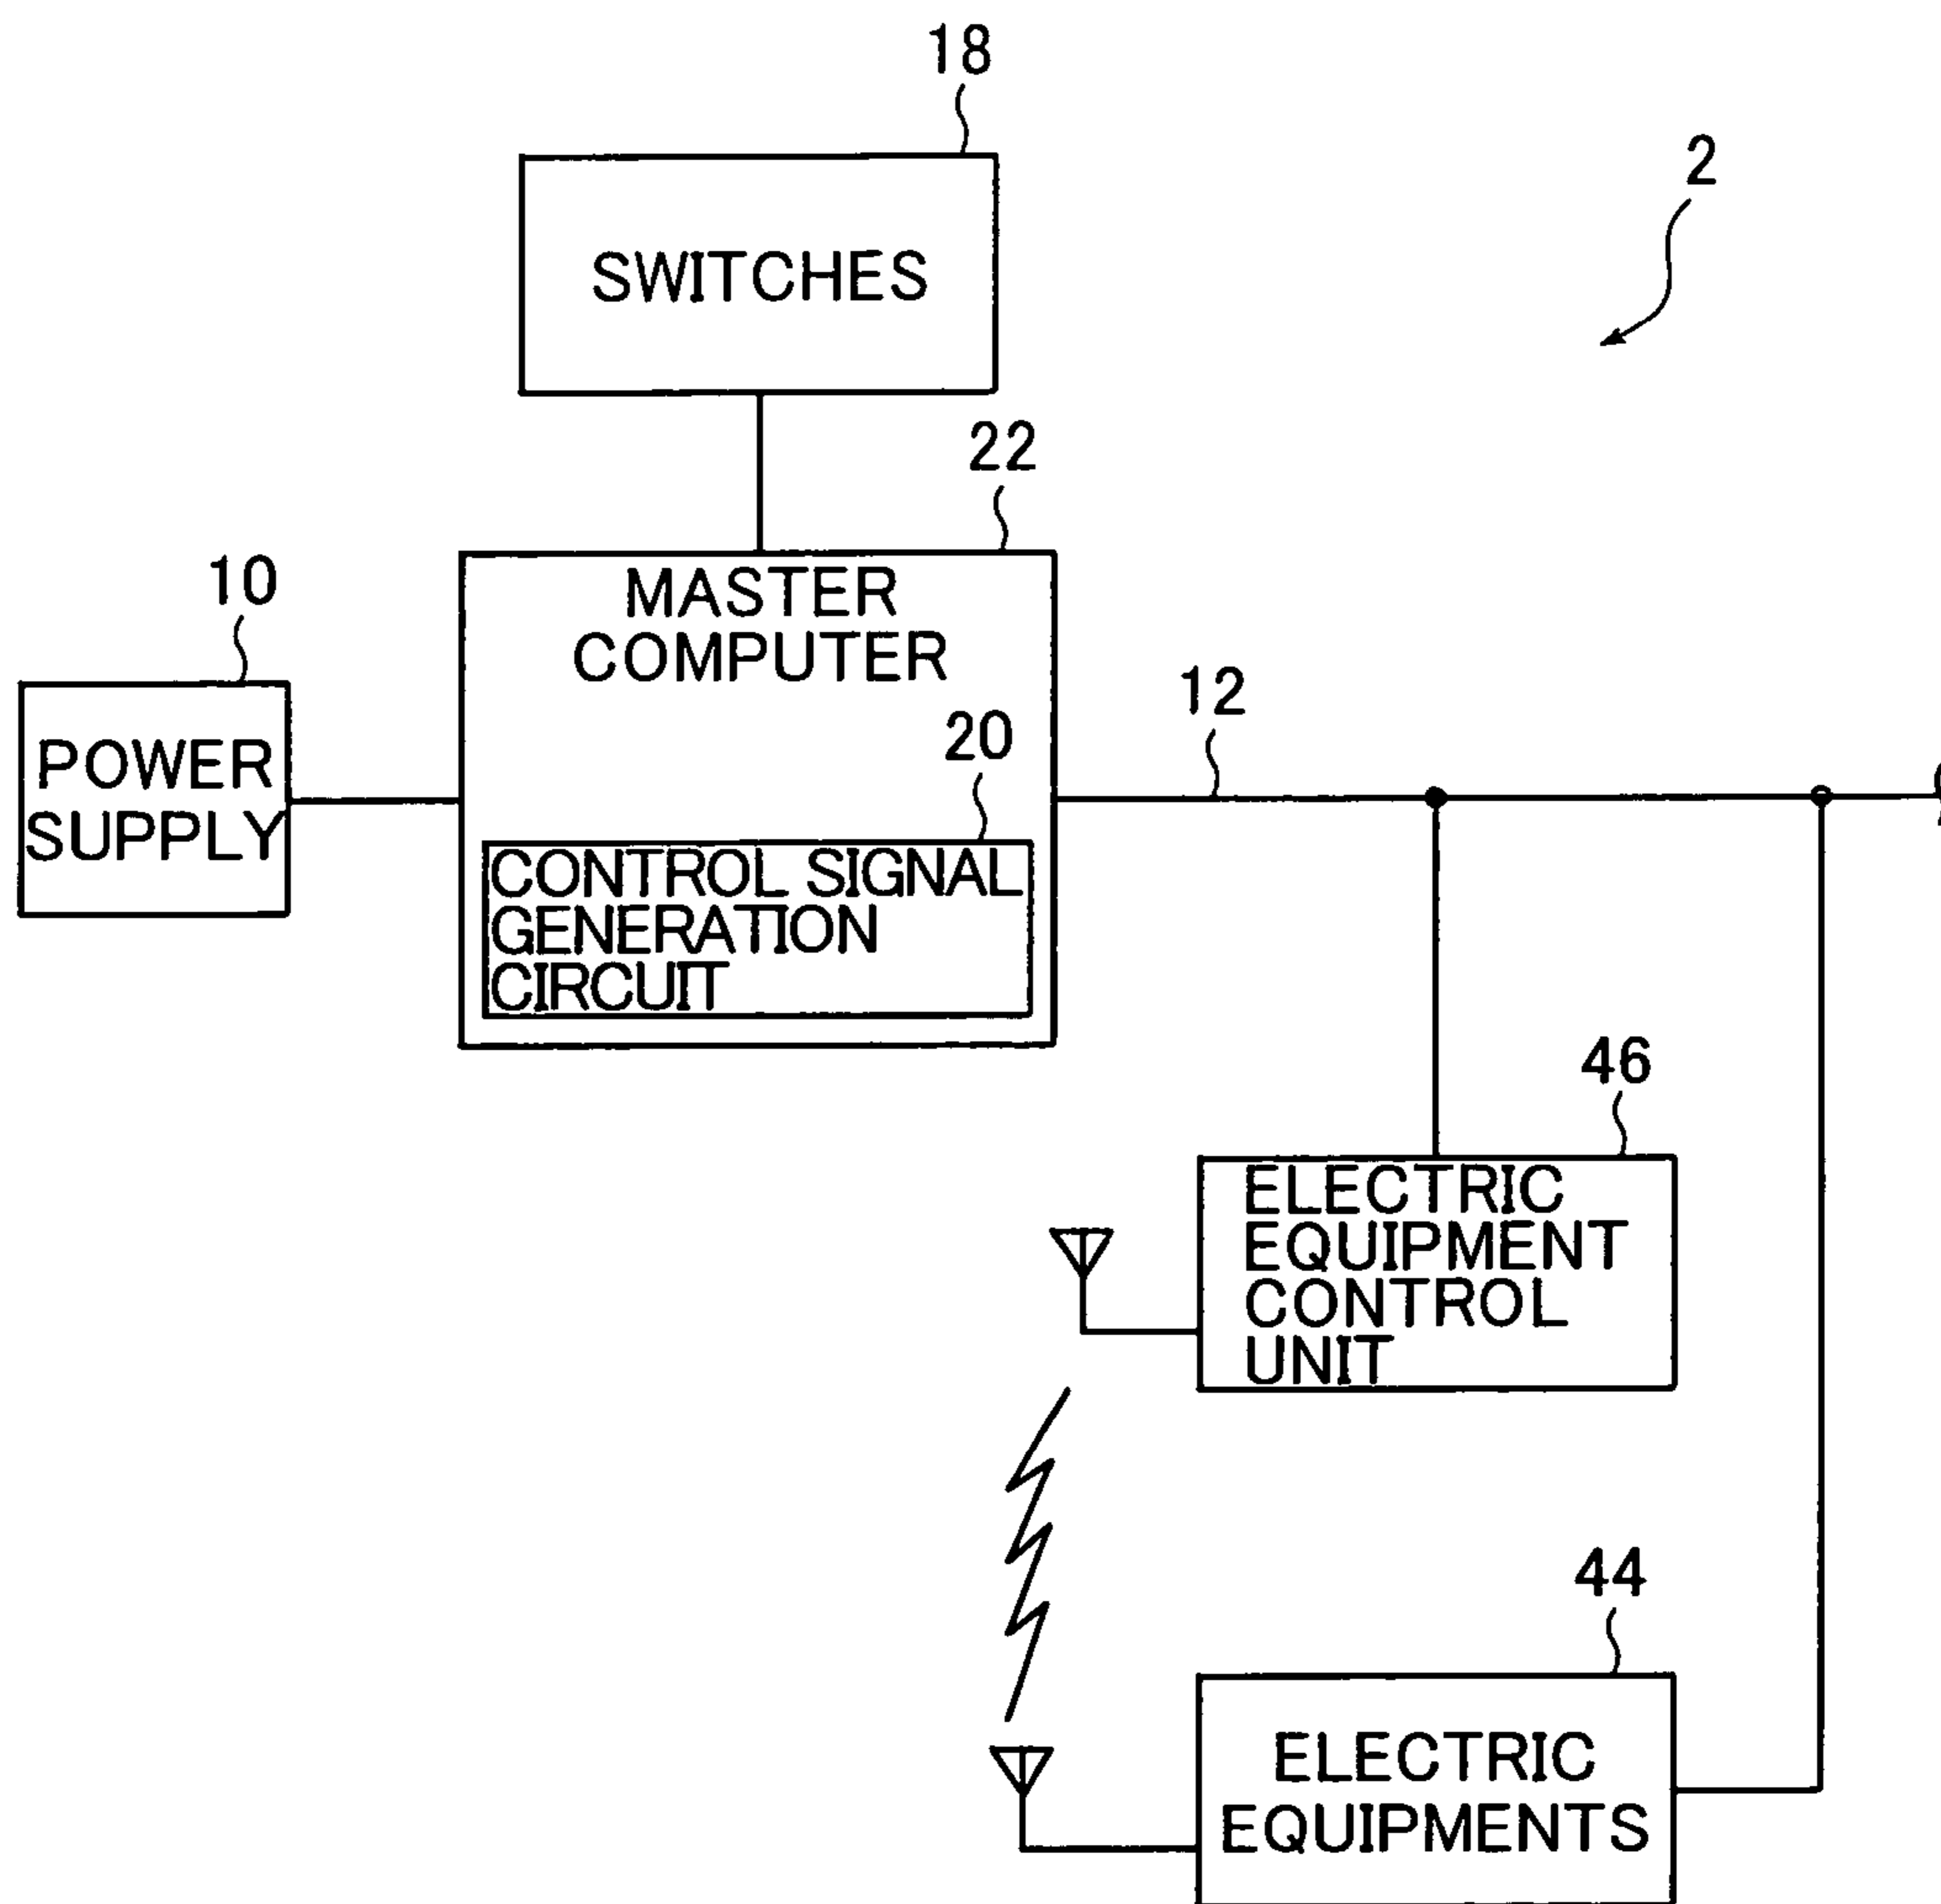 18
2
SWITCHES
22
10
MASTER
COMPUTER
12
20
POWER
SUPPLY
CONTROL SIGNAL
GENERATION
CIRCUIT
46
ELECTRIC
EQUIPMENT
CONTROL
UNIT
44
ELECTRIC
EQUIPMENTS